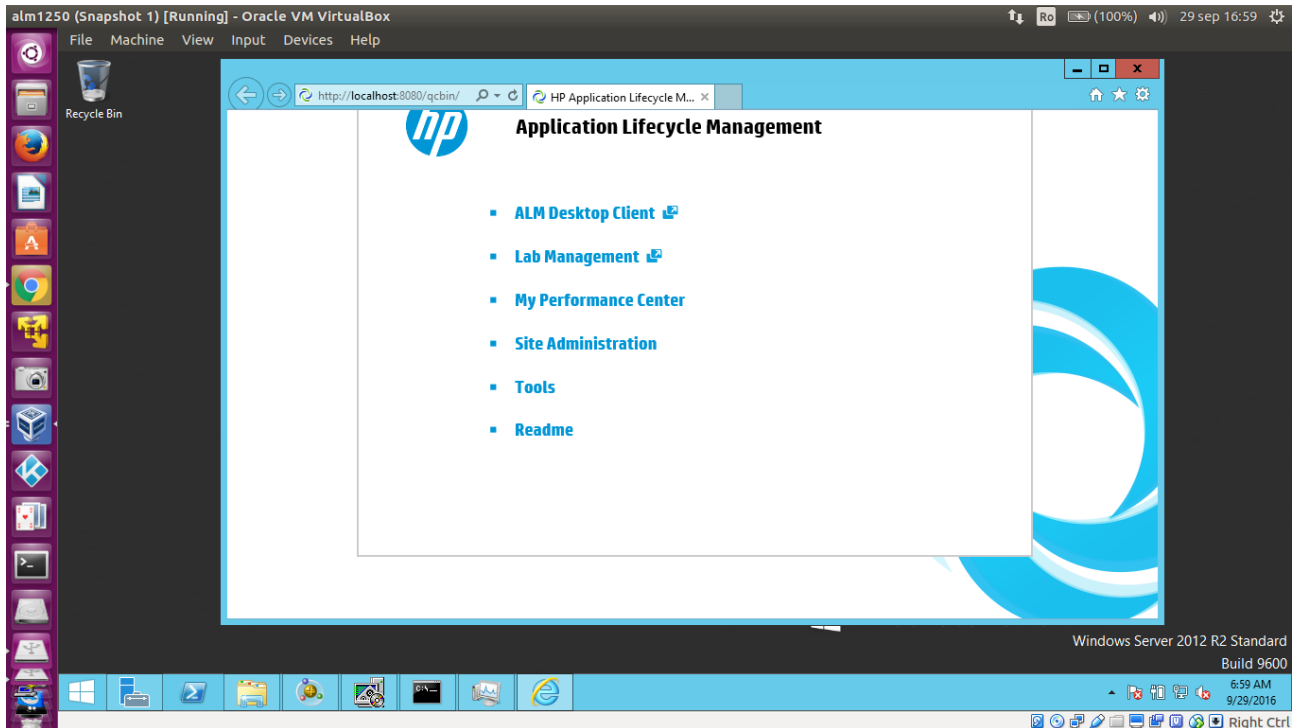 alm1250 (Snapshot 1) [Running] - Oracle VM VirtualBox
Ro (100%) 29 sep 16:59
File Machine View Input Devices Help
Recycle Bin
http://localhost:8080/qcbin/
HP Application Lifecycle M...
hp
Application Lifecycle Management
ALM Desktop Client
Lab Management
My Performance Center
Site Administration
Tools
Readme
Windows Server 2012 R2 Standard
Build 9600
6:59 AM
9/29/2016
Right Ctrl